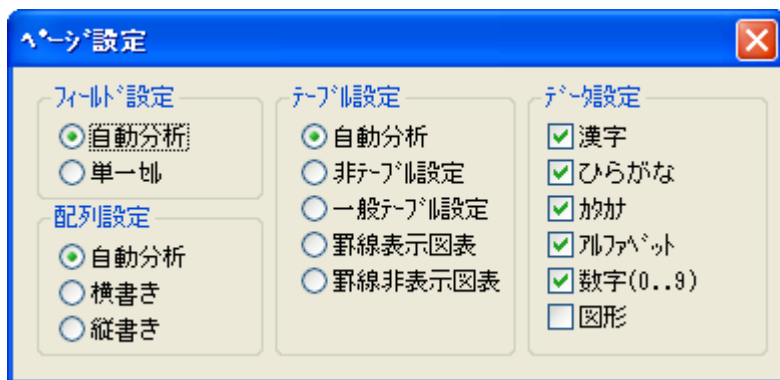 ﾍﾟｰｼﾞ設定
ﾌｨｰﾙﾄﾞ設定
自動分析
単一ｾﾙ
配列設定
自動分析
横書き
縦書き
ﾃｰﾌﾞﾙ設定
自動分析
非ﾃｰﾌﾞﾙ設定
一般ﾃｰﾌﾞﾙ設定
罫線表示図表
罫線非表示図表
ﾃﾞｰﾀ設定
漢字
ひらがな
ｶﾀｶﾅ
ｱﾙﾌｧﾍﾞｯﾄ
数字(0..9)
図形